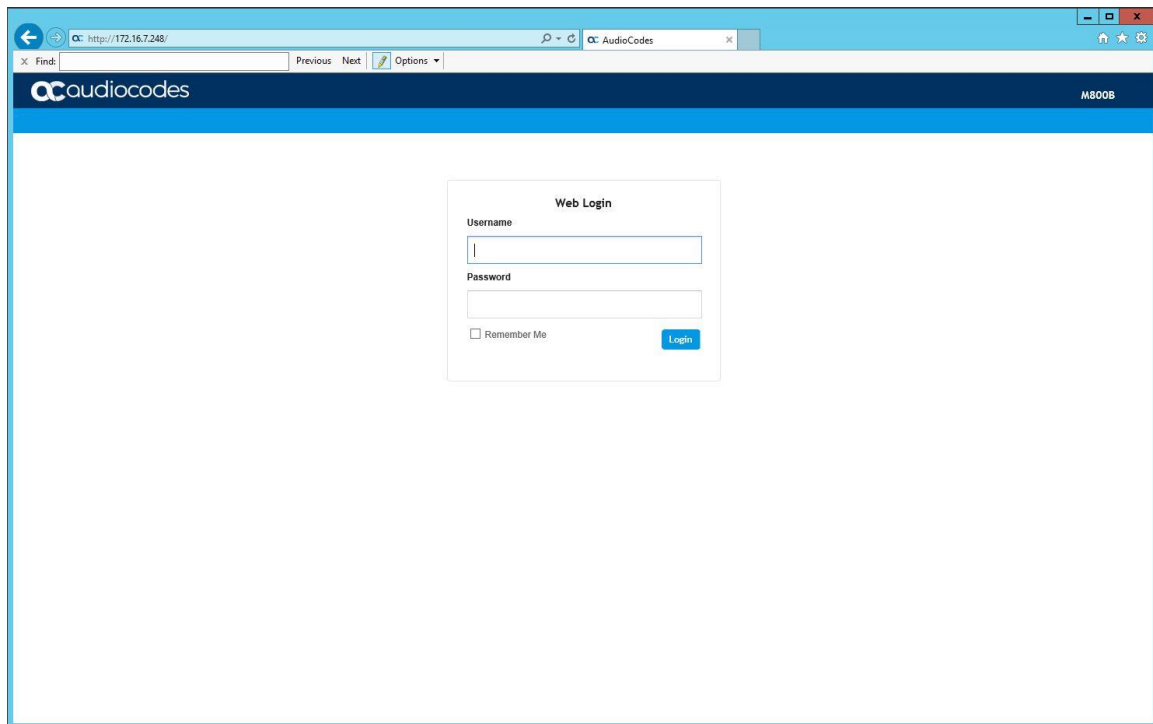 http://172.16.7.248/
AudioCodes
Find:
Previous Next Options
audiocodes
M800B
Web Login
Username
Password
Remember Me
Login